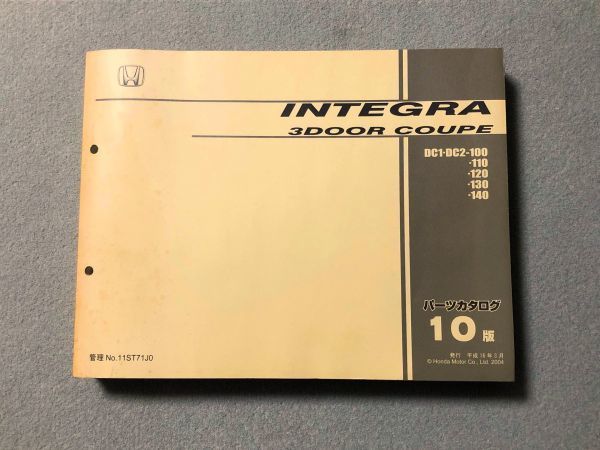 INTEGRA
3DOOR COUPE
DC1·DC2-100
·110
·120
·130
·140
パーツカタログ
10版
管理 No.11ST71J0
発行 平成16年3月
© Honda Motor Co., Ltd. 2004